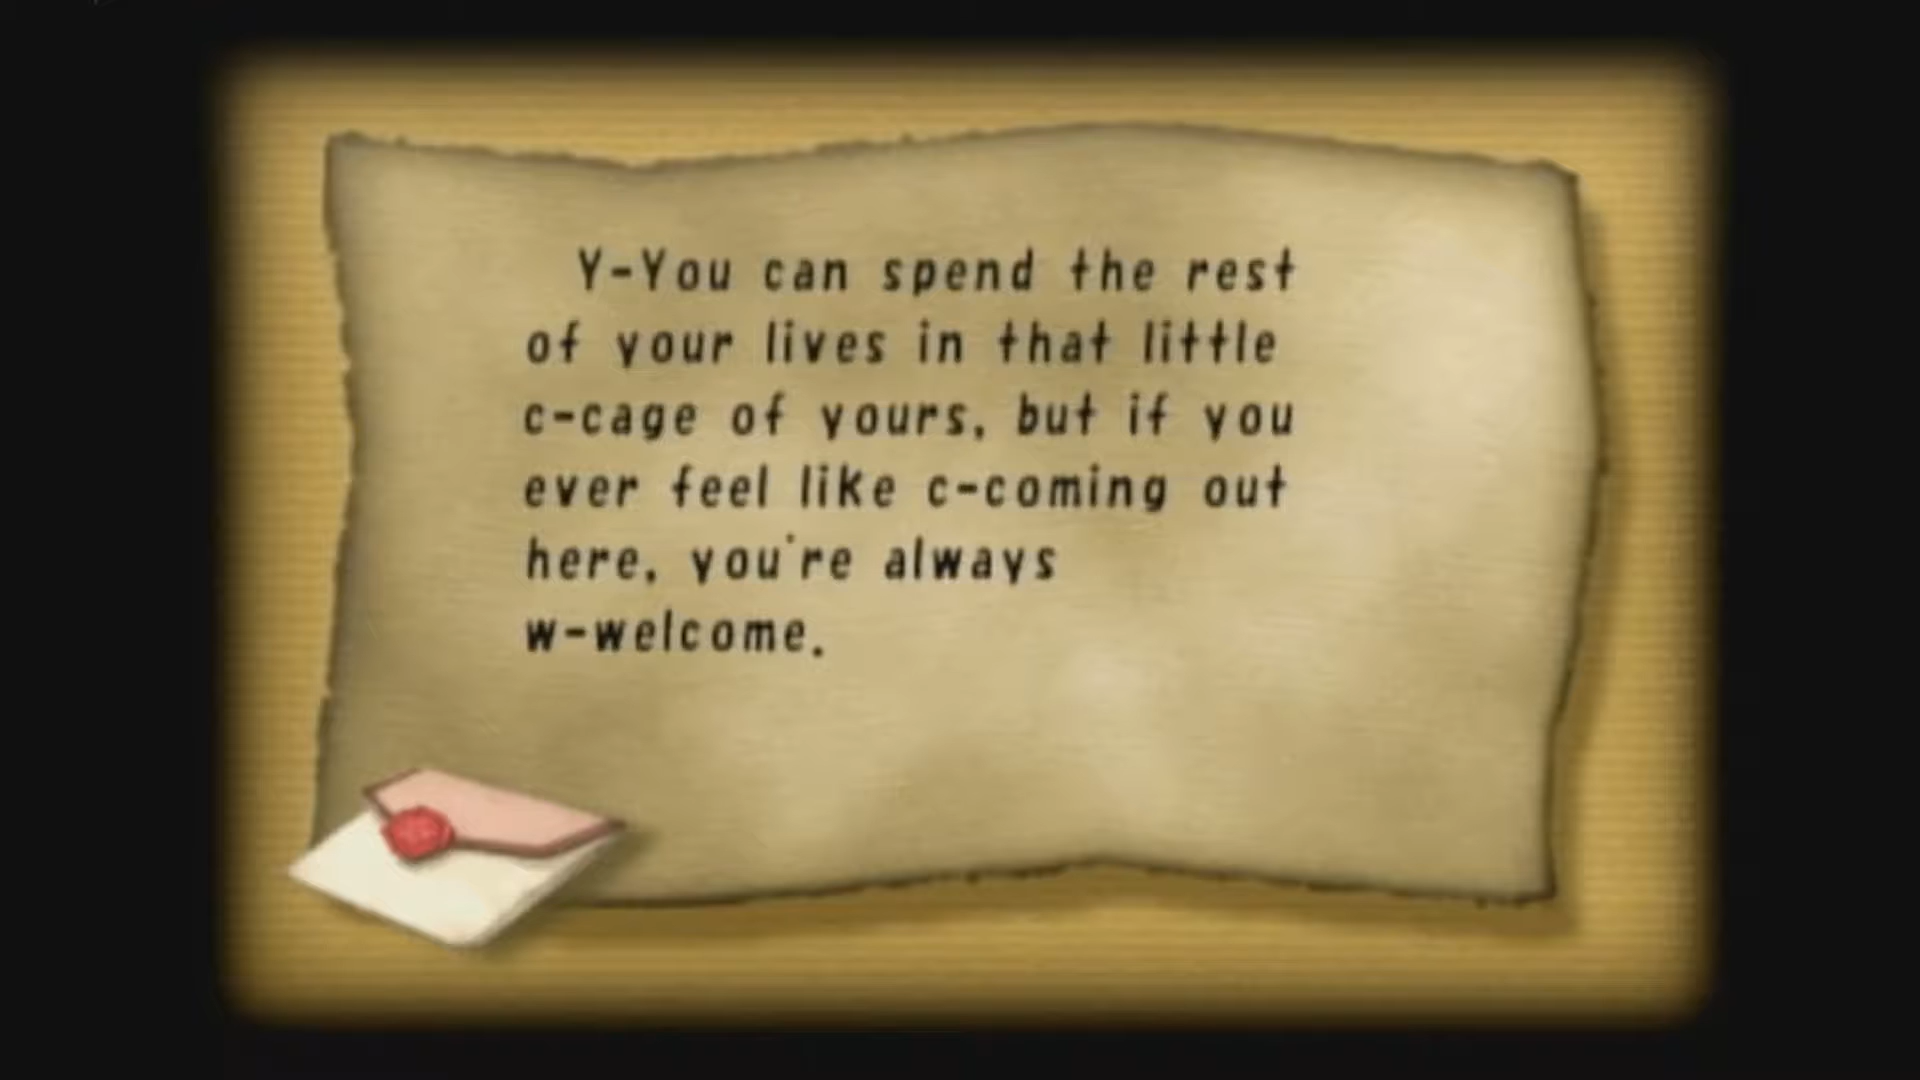 Y-You can spend the rest
of your lives in that little
c-cage of yours, but if you
ever feel like c-coming out
here, you're always
w-welcome.